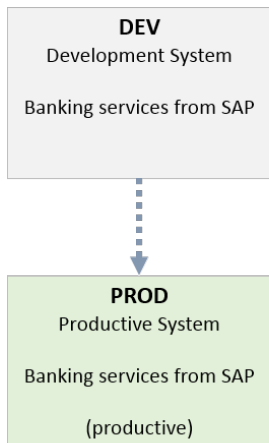 DEV
Development System
Banking services from SAP
PROD
Productive System
Banking services from SAP
(productive)